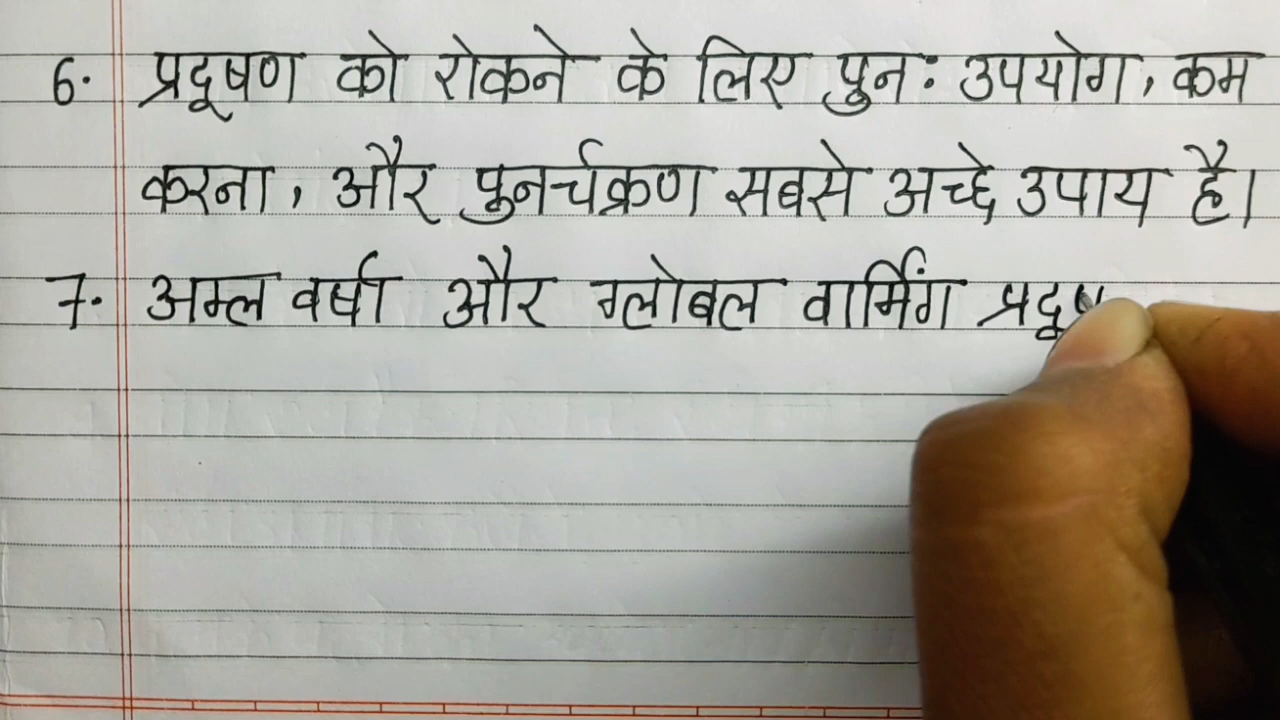 6. प्रदूषण को रोकने के लिए पुनः उपयोग, कम
करना, और पुनर्चक्रण सबसे अच्छे उपाय है।
7. अम्ल वर्षा और ग्लोबल वार्मिंग